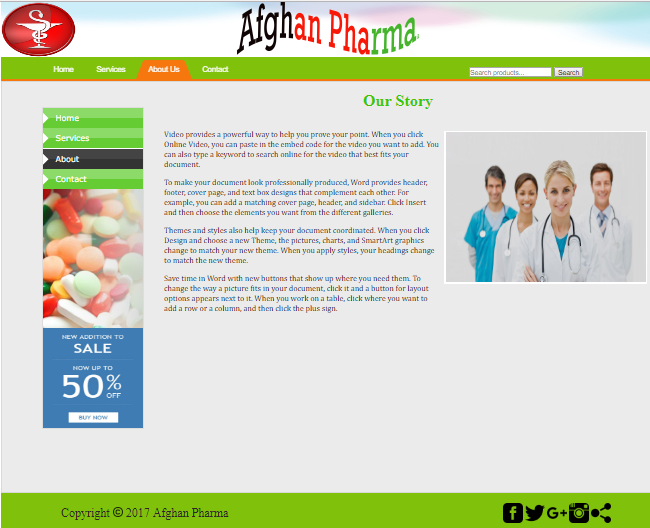 Afghan Pharma
Home Services About Us Contact
Search products... Search
Our Story
Home
Services
About
Contact
Video provides a powerful way to help you prove your point. When you click
Online Video, you can paste in the embed code for the video you want to add. You
can also type a keyword to search online for the video that best fits your
document.
To make your document look professionally produced, Word provides header,
footer, cover page, and text box designs that complement each other. For
example, you can add a matching cover page, header, and sidebar. Click Insert
and then choose the elements you want from the different galleries.
Themes and styles also help keep your document coordinated. When you click
Design and choose a new Theme, the pictures, charts, and SmartArt graphics
change to match your new theme. When you apply styles, your headings change
to match the new theme.
Save time in Word with new buttons that show up where you need them. To
change the way a picture fits in your document, click it and a button for layout
options appears next to it. When you work on a table, click where you want to
add a row or a column, and then click the plus sign.
NEW ADDITION TO
SALE
NOW UP TO
50% OFF
BUY NOW
Copyright © 2017 Afghan Pharma
G+